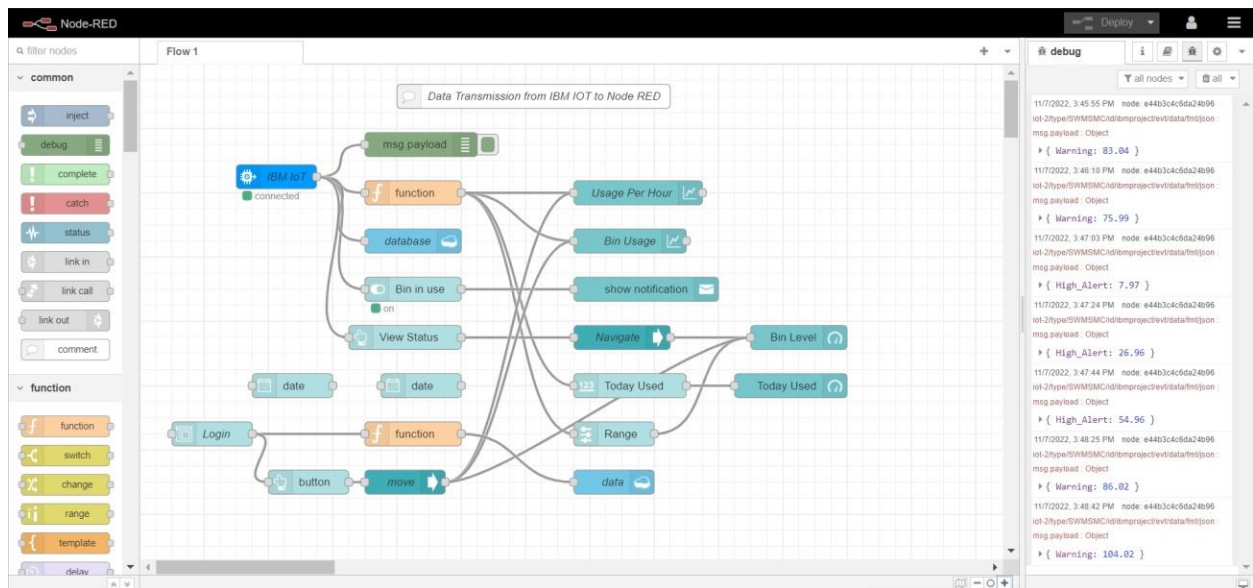 Node-RED
Deploy
filter nodes
common
inject
debug
complete
catch
status
link in
link call
link out
comment
function
function
switch
change
range
template
delay
Flow 1
Data Transmission from IBM IOT to Node RED
msg.payload
IBM IoT
connected
function
Usage Per Hour
database
Bin Usage
Bin in use
show notification
on
View Status
Navigate
Bin Level
date
date
Today Used
Today Used
Login
function
Range
button
move
data
debug
all nodes
all
11/7/2022, 3:45:55 PM node: e44b3c4c6da24b96
iot-2/type/SWMSMC/id/ibmproject/evt/data/fmt/json :
msg.payload : Object
{ Warning: 83.04 }
11/7/2022, 3:46:10 PM node: e44b3c4c6da24b96
iot-2/type/SWMSMC/id/ibmproject/evt/data/fmt/json :
msg.payload : Object
{ Warning: 75.99 }
11/7/2022, 3:47:03 PM node: e44b3c4c6da24b96
iot-2/type/SWMSMC/id/ibmproject/evt/data/fmt/json :
msg.payload : Object
{ High_Alert: 7.97 }
11/7/2022, 3:47:24 PM node: e44b3c4c6da24b96
iot-2/type/SWMSMC/id/ibmproject/evt/data/fmt/json :
msg.payload : Object
{ High_Alert: 26.96 }
11/7/2022, 3:47:44 PM node: e44b3c4c6da24b96
iot-2/type/SWMSMC/id/ibmproject/evt/data/fmt/json :
msg.payload : Object
{ High_Alert: 54.96 }
11/7/2022, 3:48:25 PM node: e44b3c4c6da24b96
iot-2/type/SWMSMC/id/ibmproject/evt/data/fmt/json :
msg.payload : Object
{ Warning: 86.02 }
11/7/2022, 3:48:42 PM node: e44b3c4c6da24b96
iot-2/type/SWMSMC/id/ibmproject/evt/data/fmt/json :
msg.payload : Object
{ Warning: 104.02 }